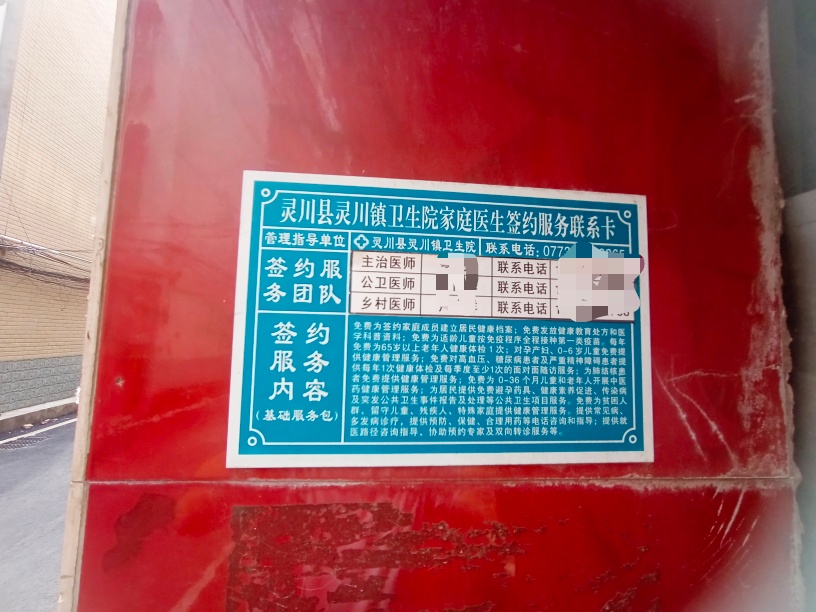 灵川县灵川镇卫生院家庭医生签约服务联系卡
管理指导单位 灵川县灵川镇卫生院 联系电话:077
签约服务团队
主治医师 联系电话
公卫医师 联系电话
乡村医师 联系电话
签约
服务
内容
(基础服务包)
免费为签约家庭成员建立居民健康档案;免费发放健康教育处方和医
学科普资料;免费为适龄儿童按免疫程序全程接种第一类疫苗。每年
免费为65岁以上老年人健康体检1次;对孕产妇、0-6岁儿童免费提
供健康管理服务;免费对高血压、糖尿病患者及严重精神障碍患者提
供每年1次健康体检及每季度至少1次的面对面随访服务;为肺结核患
者免费提供健康管理服务;免费为0-36个月儿童和老年人开展中医
药健康管理服务;为居民提供免费避孕药具、健康素养促进、传染病
及突发公共卫生事件报告及处理等公共卫生项目服务。免费为贫困人
群、留守儿童、残疾人、特殊家庭提供健康管理服务。提供常见病、
多发病诊疗,提供预防、保健、合理用药等电话咨询和指导;提供就
医路径咨询指导、协助预约专家及双向转诊服务等。